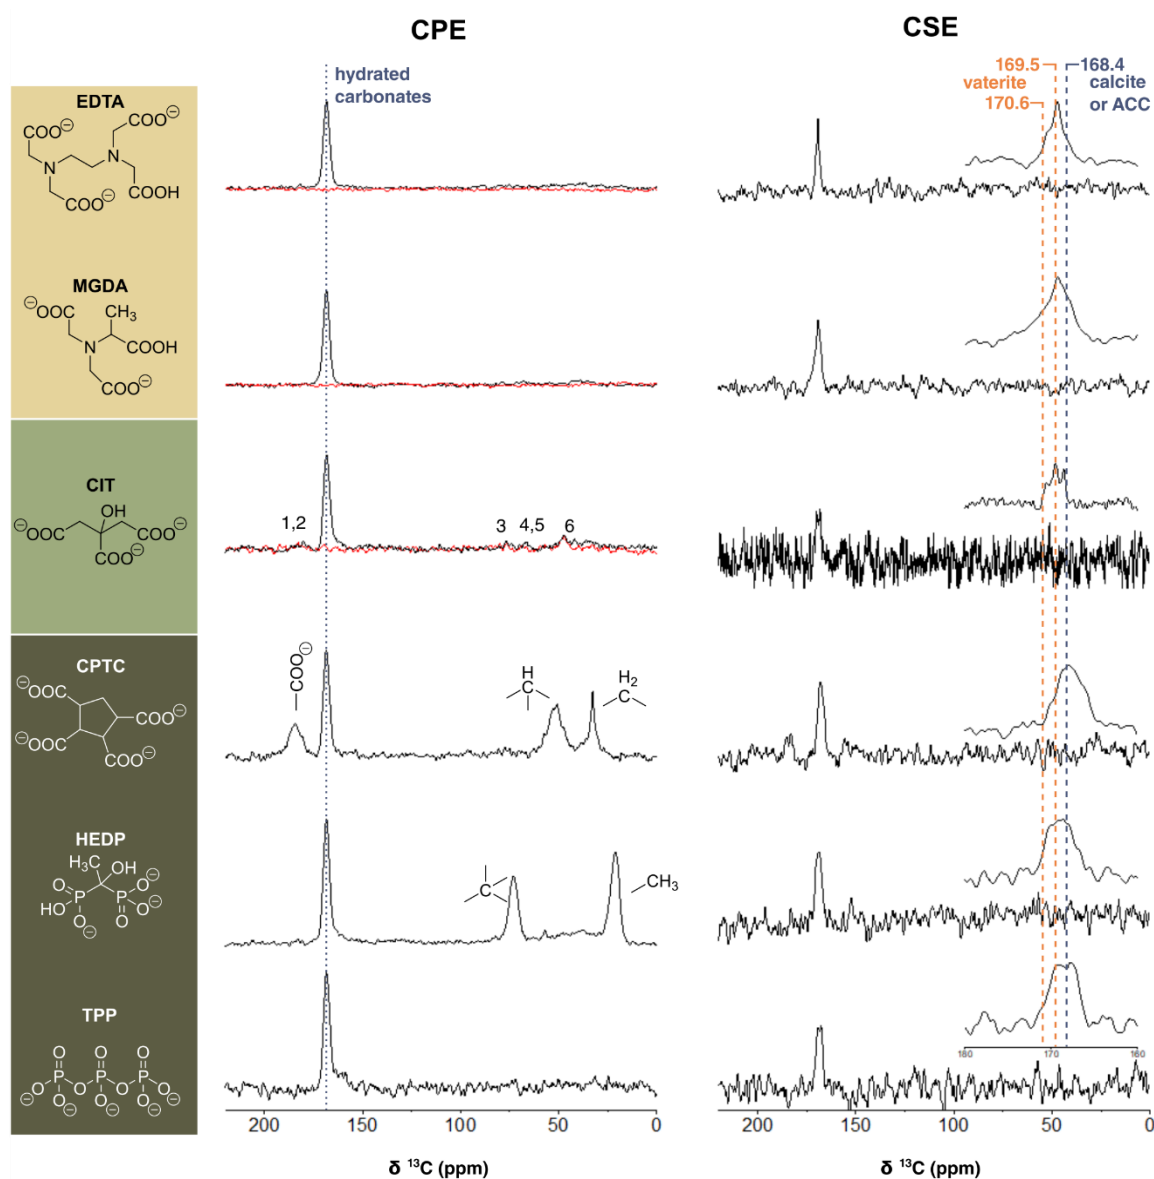 CPE
CSE
hydrated
carbonates
169.5
168.4
vaterite
calcite
170.6
or ACC
EDTA
COO⊖
COO⊖
N
N
COO⊖
COOH
MGDA
⊖OOC
CH3
N
COOH
COO⊖
CIT
OH
⊖OOC
COO⊖
COO⊖
1,2
3
4,5
6
CPTC
⊖OOC
COO⊖
⊖OOC
COO⊖
COO⊖
H
C
H2
C
HEDP
H3C
OH
O
O⊖
HO
P
P
O⊖
O⊖
O
C
CH3
TPP
O
O
O
⊖O
P
O
P
O
P
O⊖
O⊖
O⊖
O⊖
180
170
160
200
150
100
50
0
200
150
100
50
0
δ 13C (ppm)
δ 13C (ppm)